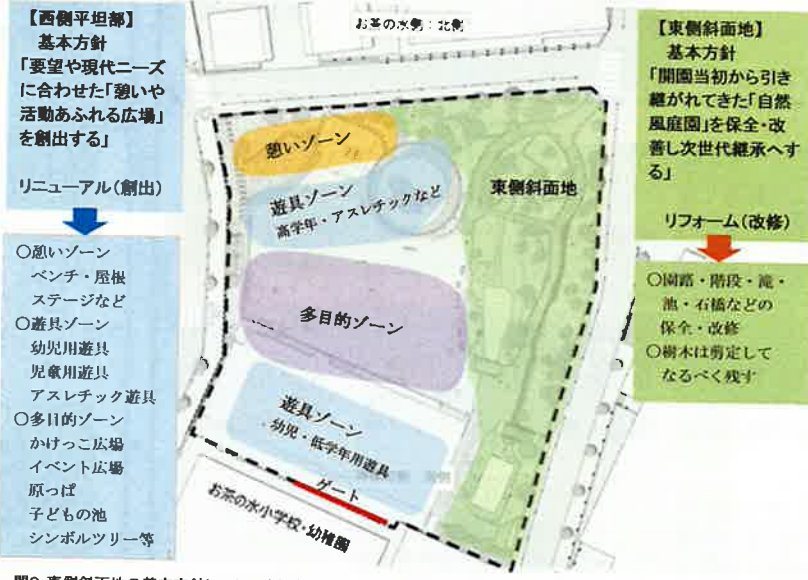 【西側平坦部】
基本方針
「要望や現代ニーズ
に合わせた「憩いや
活動あふれる広場」
を創出する」
リニューアル(創出)
○憩いゾーン
ベンチ・屋根
ステージなど
○遊具ゾーン
幼児用遊具
児童用遊具
アスレチック遊具
○多目的ゾーン
かけっこ広場
イベント広場
原っぱ
子どもの池
シンボルツリー等
お茶の水側:北側
憩いゾーン
遊具ゾーン
高学年・アスレチックなど
多目的ゾーン
遊具ゾーン
幼児・低学年用遊具
ゲート
お茶の水小学校・幼稚園
東側斜面地
【東側斜面地】
基本方針
「開園当初から引き
継がれてきた「自然
風庭園」を保全・改
善し次世代継承へす
る」
リフォーム(改修)
○園路・階段・滝・
池・石橋などの
保全・改修
○樹木は剪定して
なるべく残す